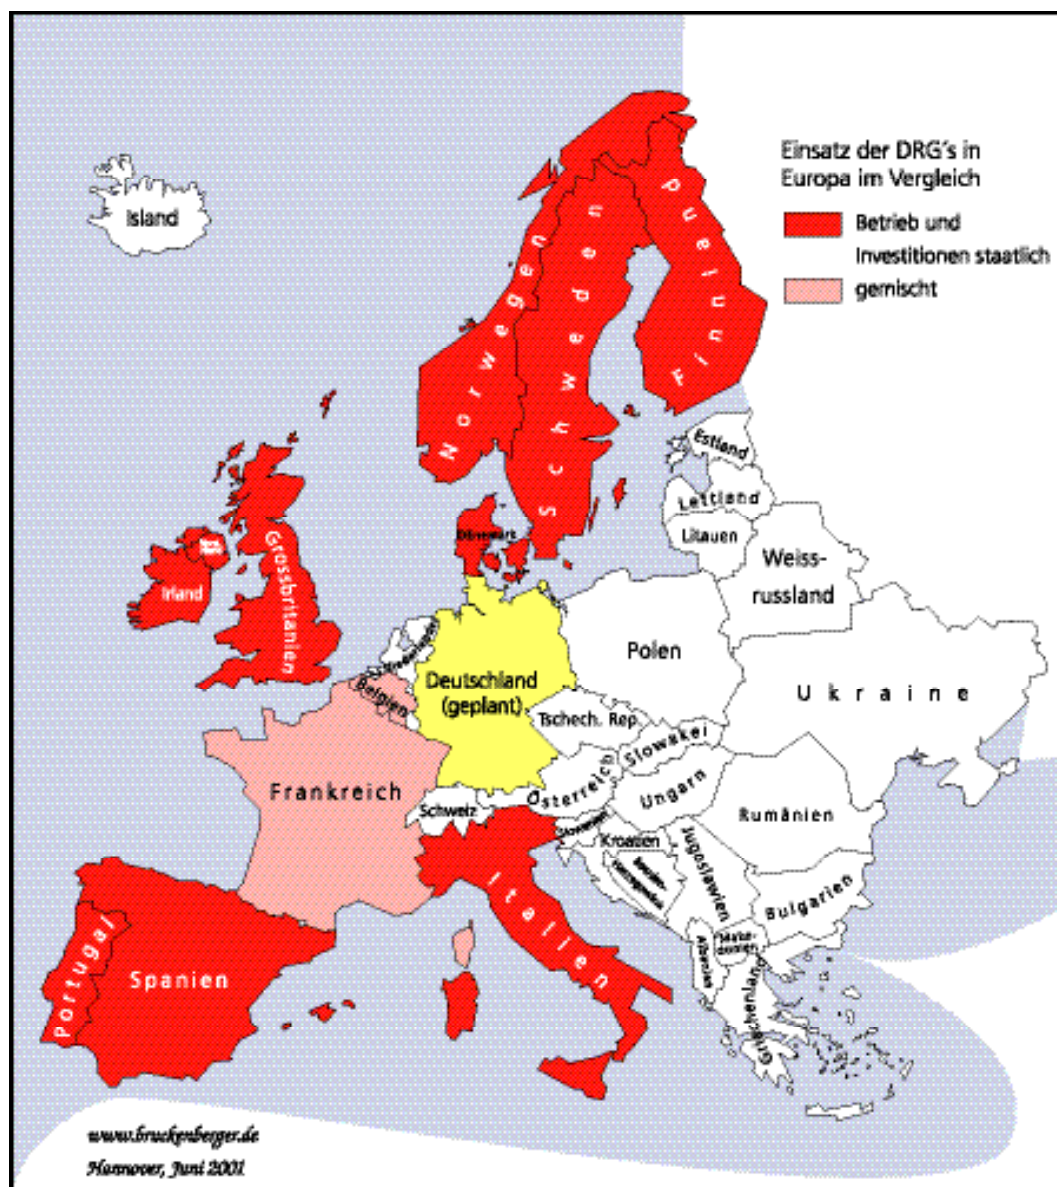 Einsatz der DRG's in
Europa im Vergleich
Betrieb und
Investitionen staatlich
gemischt
Island
Norwegen
Schweden
Finnland
Estland
Lettland
Litauen
Weiss-
russland
Dänemark
Irland
Grossbritanien
Niederlande
Belgien
Deutschland
(geplant)
Polen
Ukraine
Tschech. Rep.
Slowakei
Österreich
Ungarn
Frankreich
Schweiz
Slowenien
Kroatien
Rumänien
Jugoslawien
Bulgarien
Italien
Albanien
Griechenland
Portugal
Spanien
www.bruckenberger.de
Hannover, Juni 2001